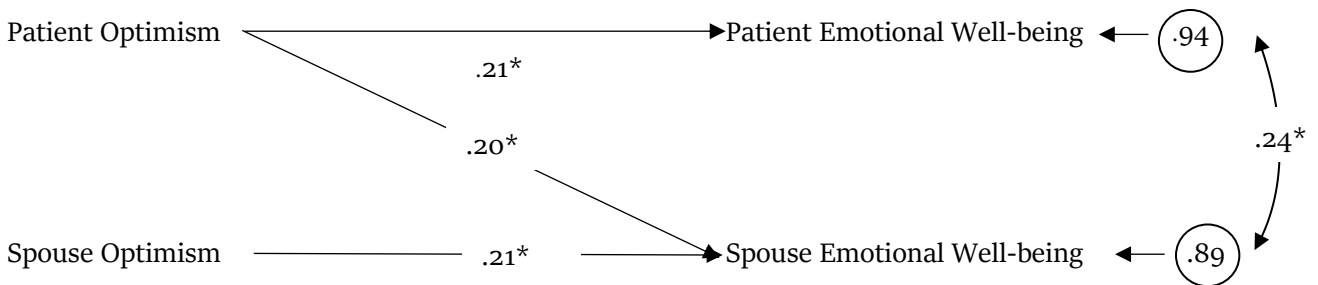 Patient Optimism Patient Emotional Well-being .94
.21*
.20* .24*
Spouse Optimism .21* Spouse Emotional Well-being .89